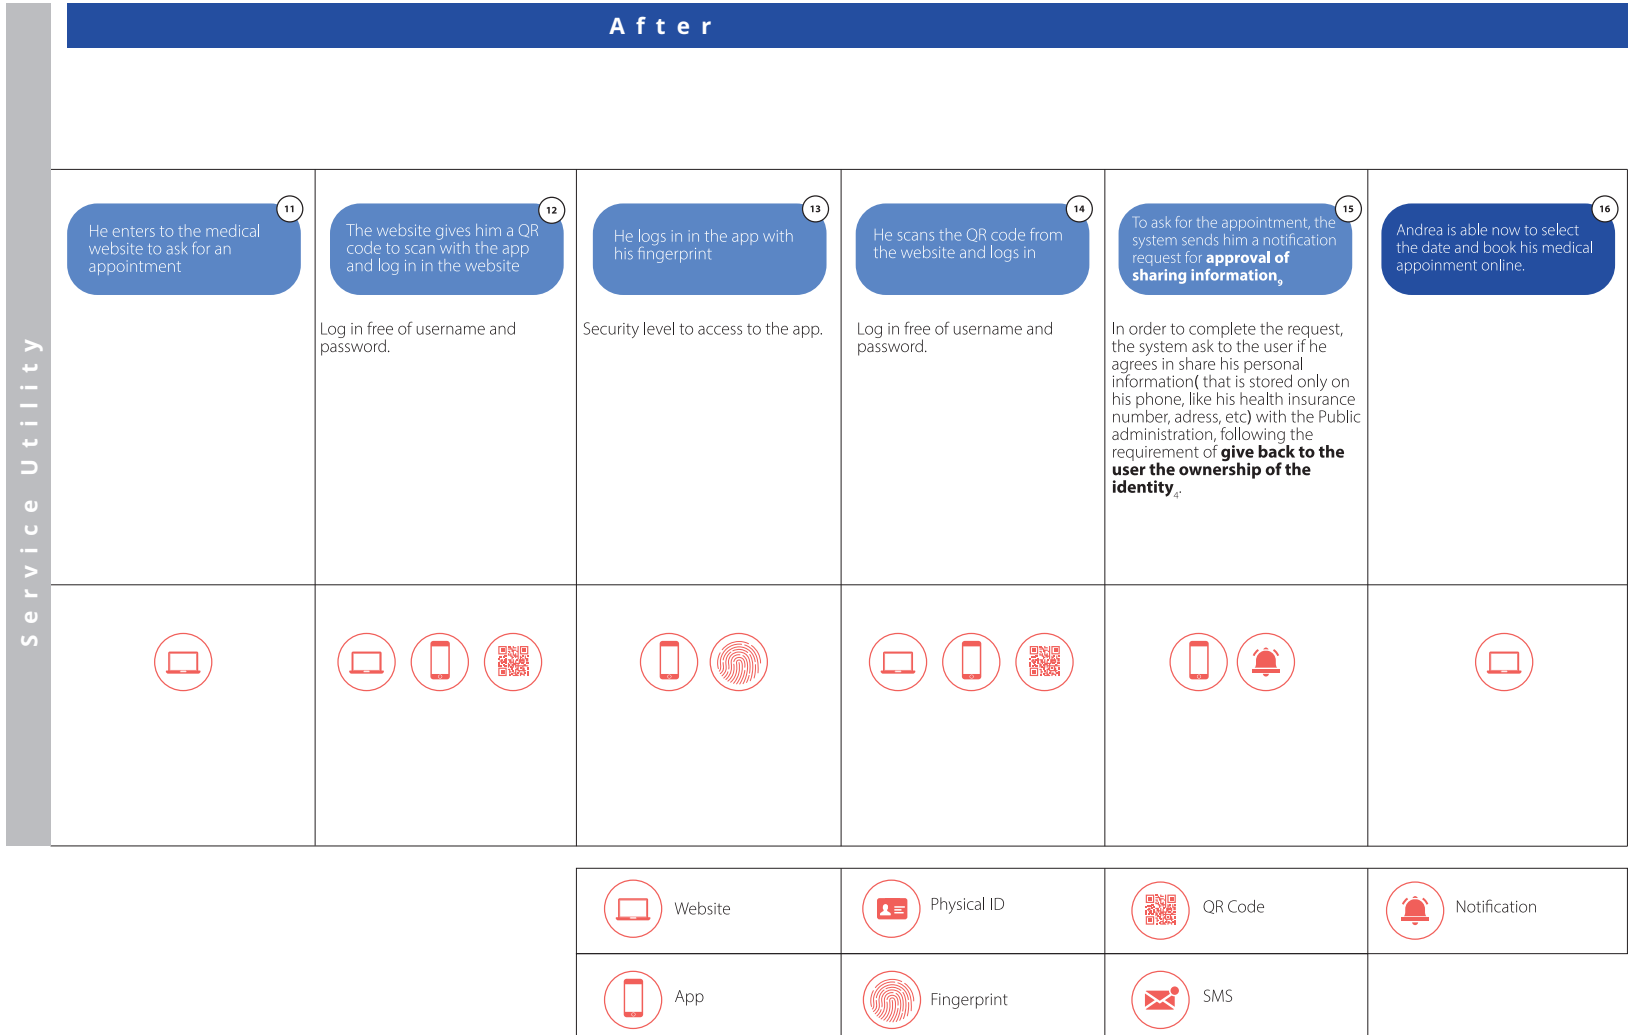 After
Service Utility
11
He enters to the medical
website to ask for an
appointment
12
The website gives him a QR
code to scan with the app
and log in in the website
Log in free of username and
password.
13
He logs in in the app with
his fingerprint
Security level to access to the app.
14
He scans the QR code from
the website and logs in
Log in free of username and
password.
15
To ask for the appointment, the
system sends him a notification
request for approval of
sharing information9
In order to complete the request,
the system ask to the user if he
agrees in share his personal
information( that is stored only on
his phone, like his health insurance
number, adress, etc) with the Public
administration, following the
requirement of give back to the
user the ownership of the
identity4.
16
Andrea is able now to select
the date and book his medical
appoinment online.
Website
Physical ID
QR Code
Notification
App
Fingerprint
SMS